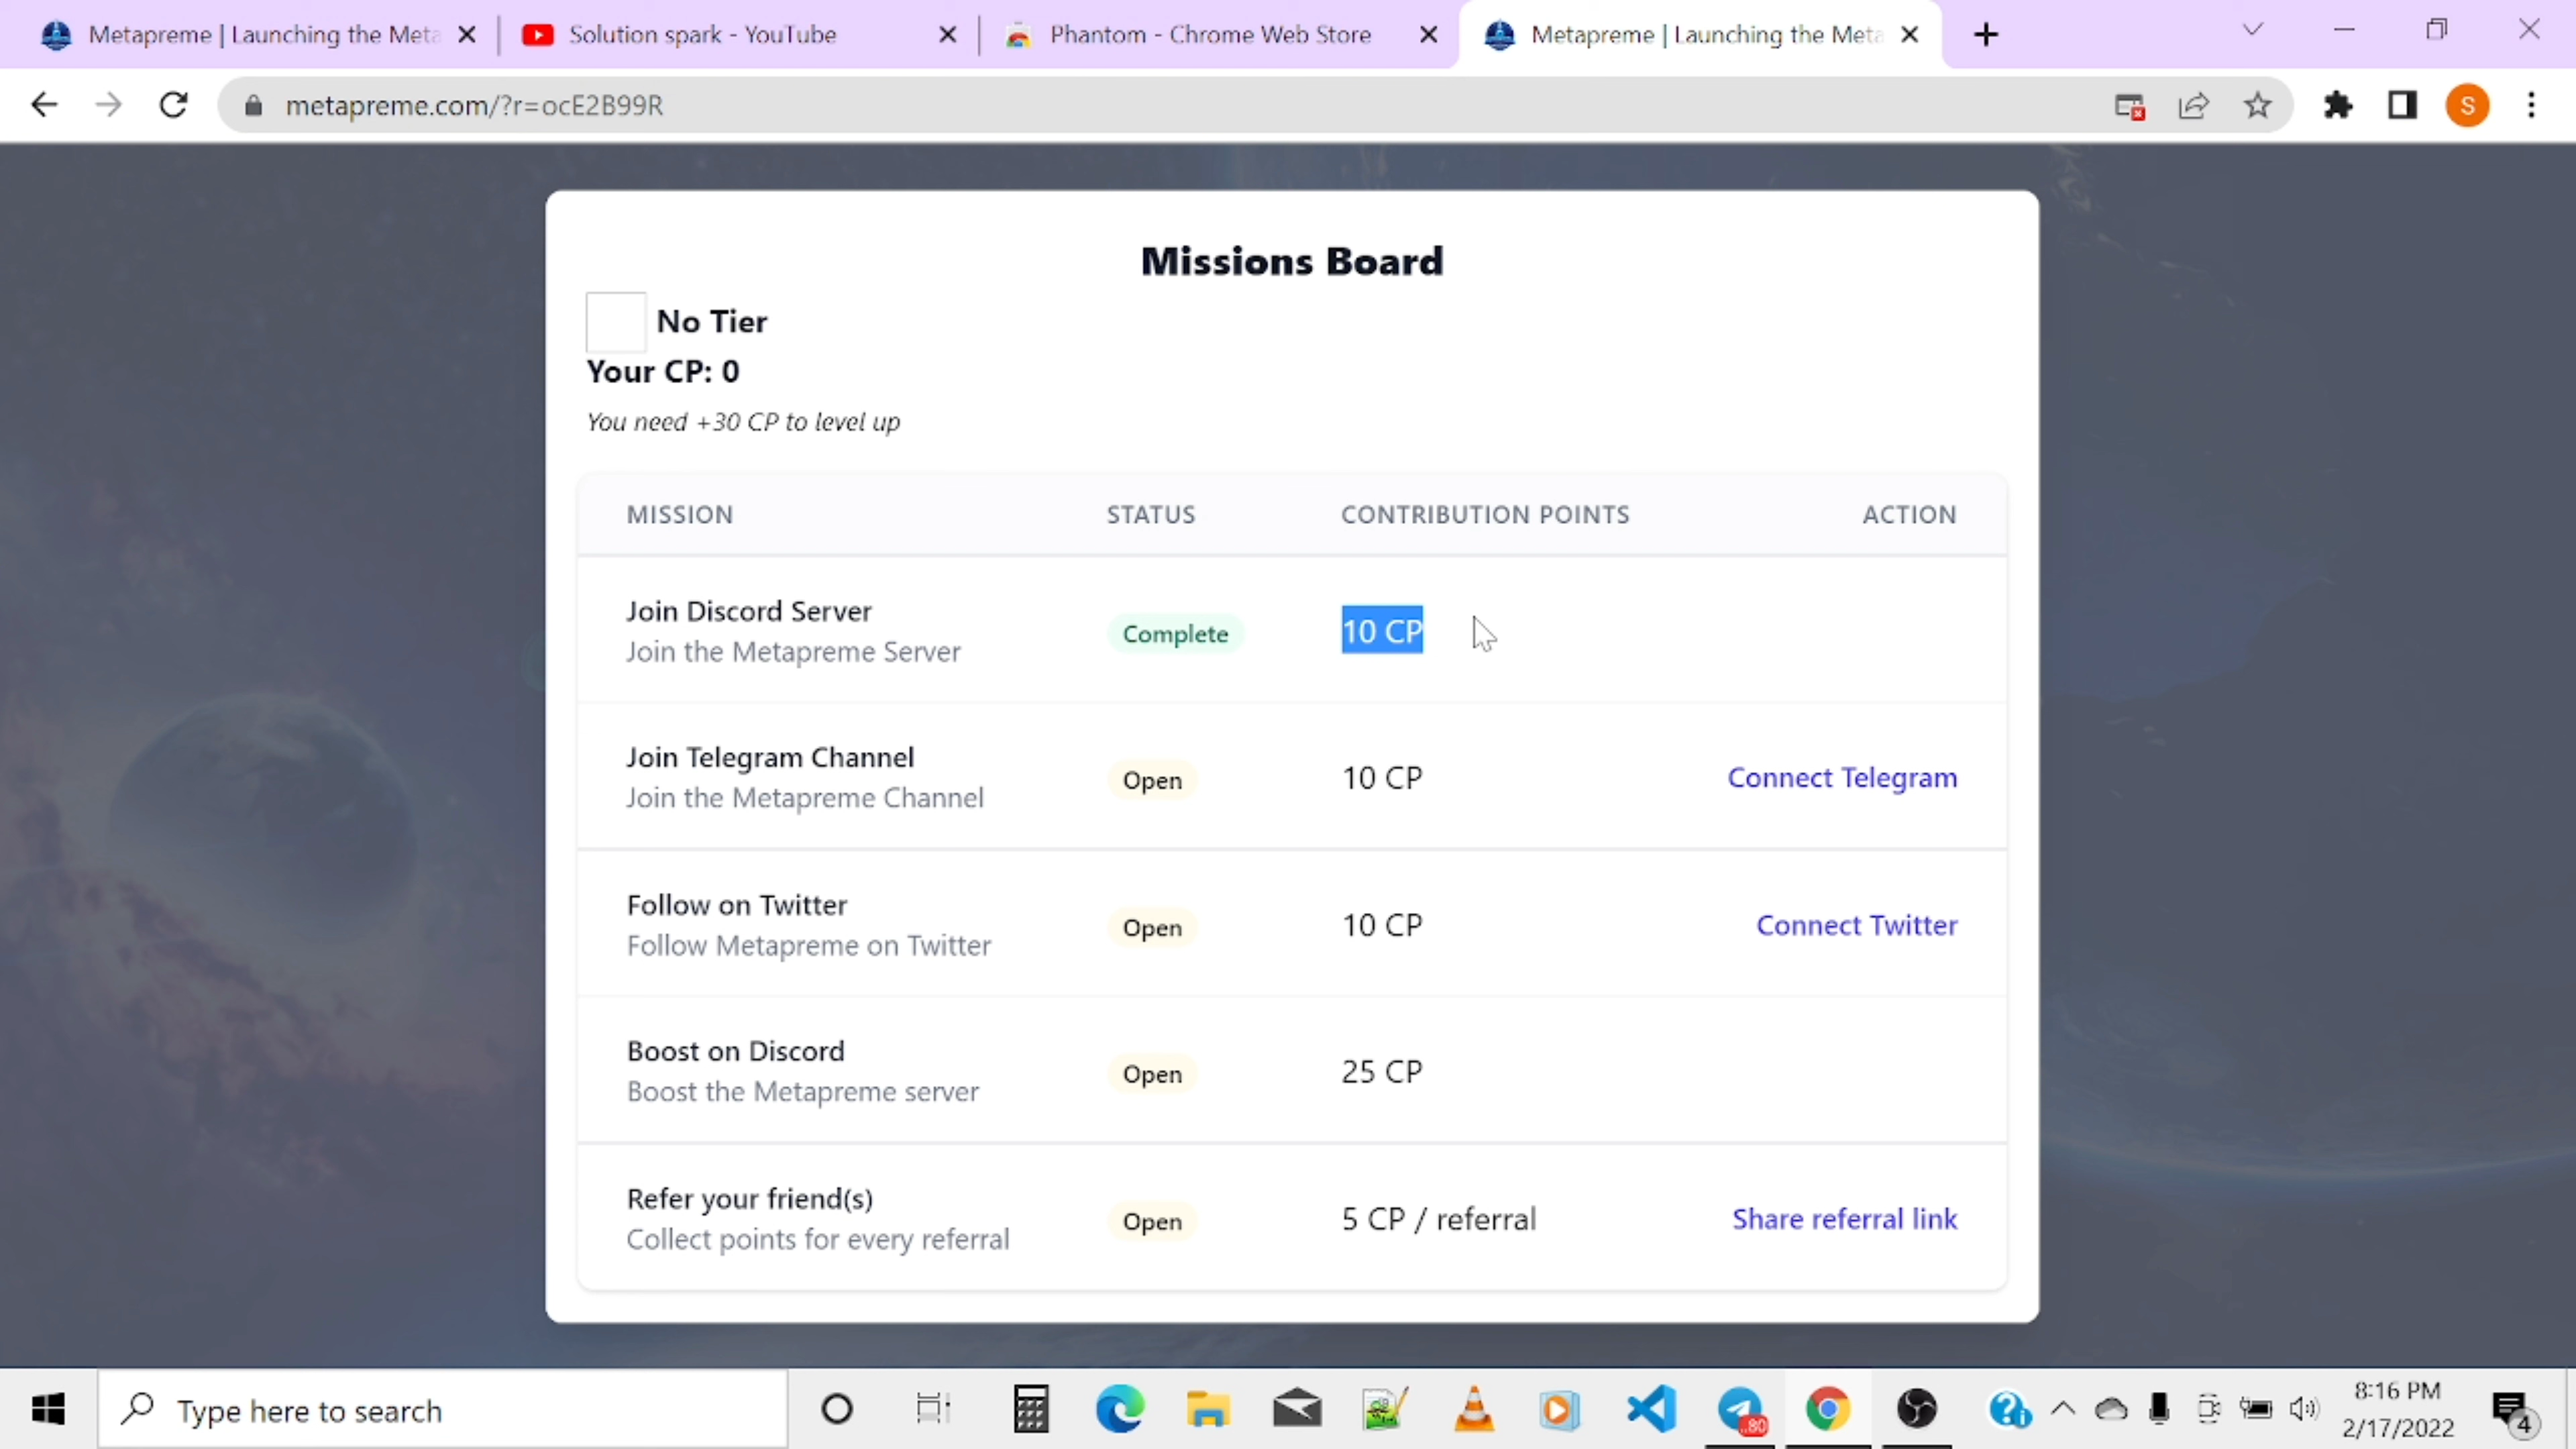 Metapreme | Launching the Meta
Solution spark - YouTube
Phantom - Chrome Web Store
Metapreme | Launching the Meta
metapreme.com/?r=ocE2B99R
S
Missions Board
No Tier
Your CP: 0
You need +30 CP to level up
MISSION STATUS CONTRIBUTION POINTS ACTION
Join Discord Server
Join the Metapreme Server
Complete
10 CP
Join Telegram Channel
Join the Metapreme Channel
Open
10 CP
Connect Telegram
Follow on Twitter
Follow Metapreme on Twitter
Open
10 CP
Connect Twitter
Boost on Discord
Boost the Metapreme server
Open
25 CP
Refer your friend(s)
Collect points for every referral
Open
5 CP / referral
Share referral link
Type here to search
..80
8:16 PM
2/17/2022
4